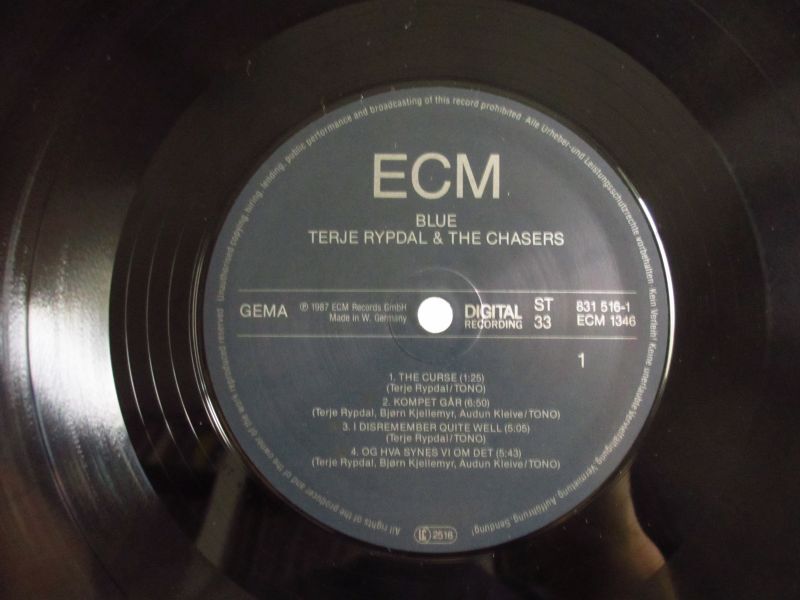 ECM
BLUE
TERJE RYPDAL & THE CHASERS
GEMA
℗ 1987 ECM Records GmbH
Made in W. Germany
DIGITAL
RECORDING
ST
33
831 516-1
ECM 1346
1
1. THE CURSE (1:25)
(Terje Rypdal/TONO)
2. KOMPET GÅR (6:50)
(Terje Rypdal, Bjørn Kjellemyr, Audun Kleive/TONO)
3. I DISREMEMBER QUITE WELL (5:05)
(Terje Rypdal/TONO)
4. OG HVA SYNES VI OM DET (5:43)
(Terje Rypdal, Bjørn Kjellemyr, Audun Kleive/TONO)
LC 2516
All rights of the producer and of the owner of the work reproduced reserved Unauthorised copying, hiring, lending, public performance and broadcasting of this record prohibited Alle Urheber- und Leistungsschutzrechte vorbehalten · Kein Verleih! Keine unerlaubte Vervielfältigung, Vermietung, Aufführung, Sendung!